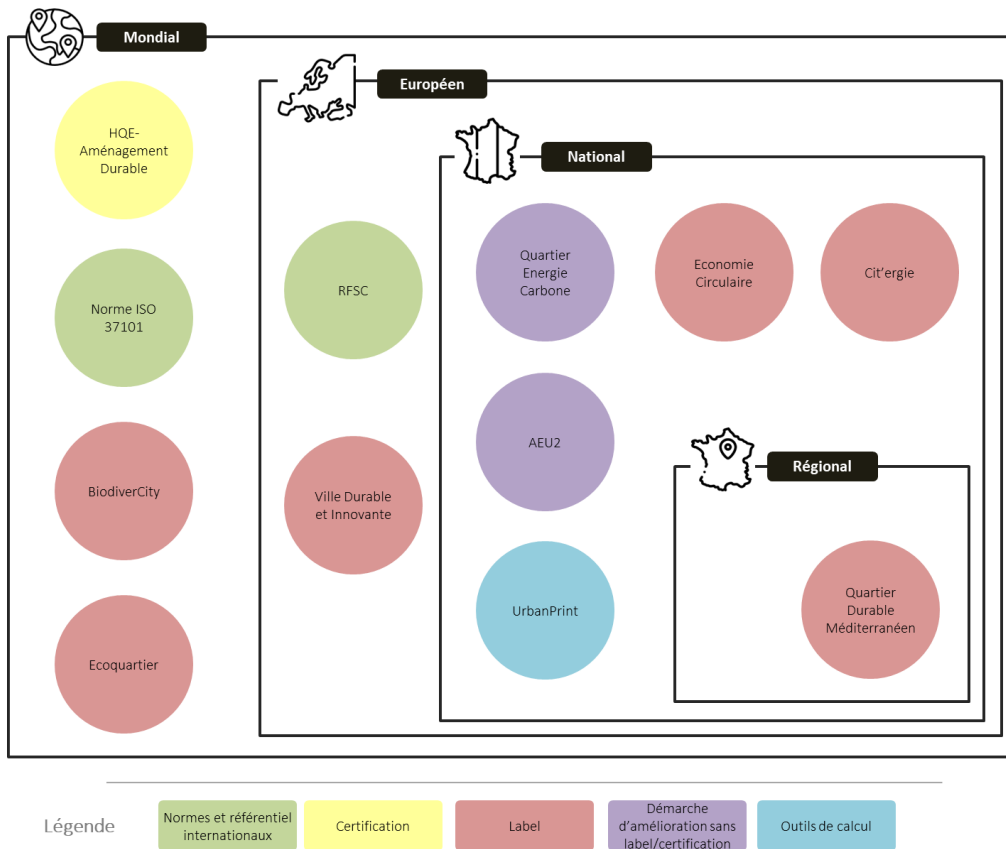 Mondial
HQE-
Aménagement
Durable
Norme ISO
37101
BiodiverCity
Ecoquartier
Européen
RFSC
Ville Durable
et Innovante
National
Quartier
Energie
Carbone
Economie
Circulaire
Cit'ergie
AEU2
UrbanPrint
Régional
Quartier
Durable
Méditerranéen
Légende
Normes et référentiel
internationaux
Certification
Label
Démarche
d'amélioration sans
label/certification
Outils de calcul